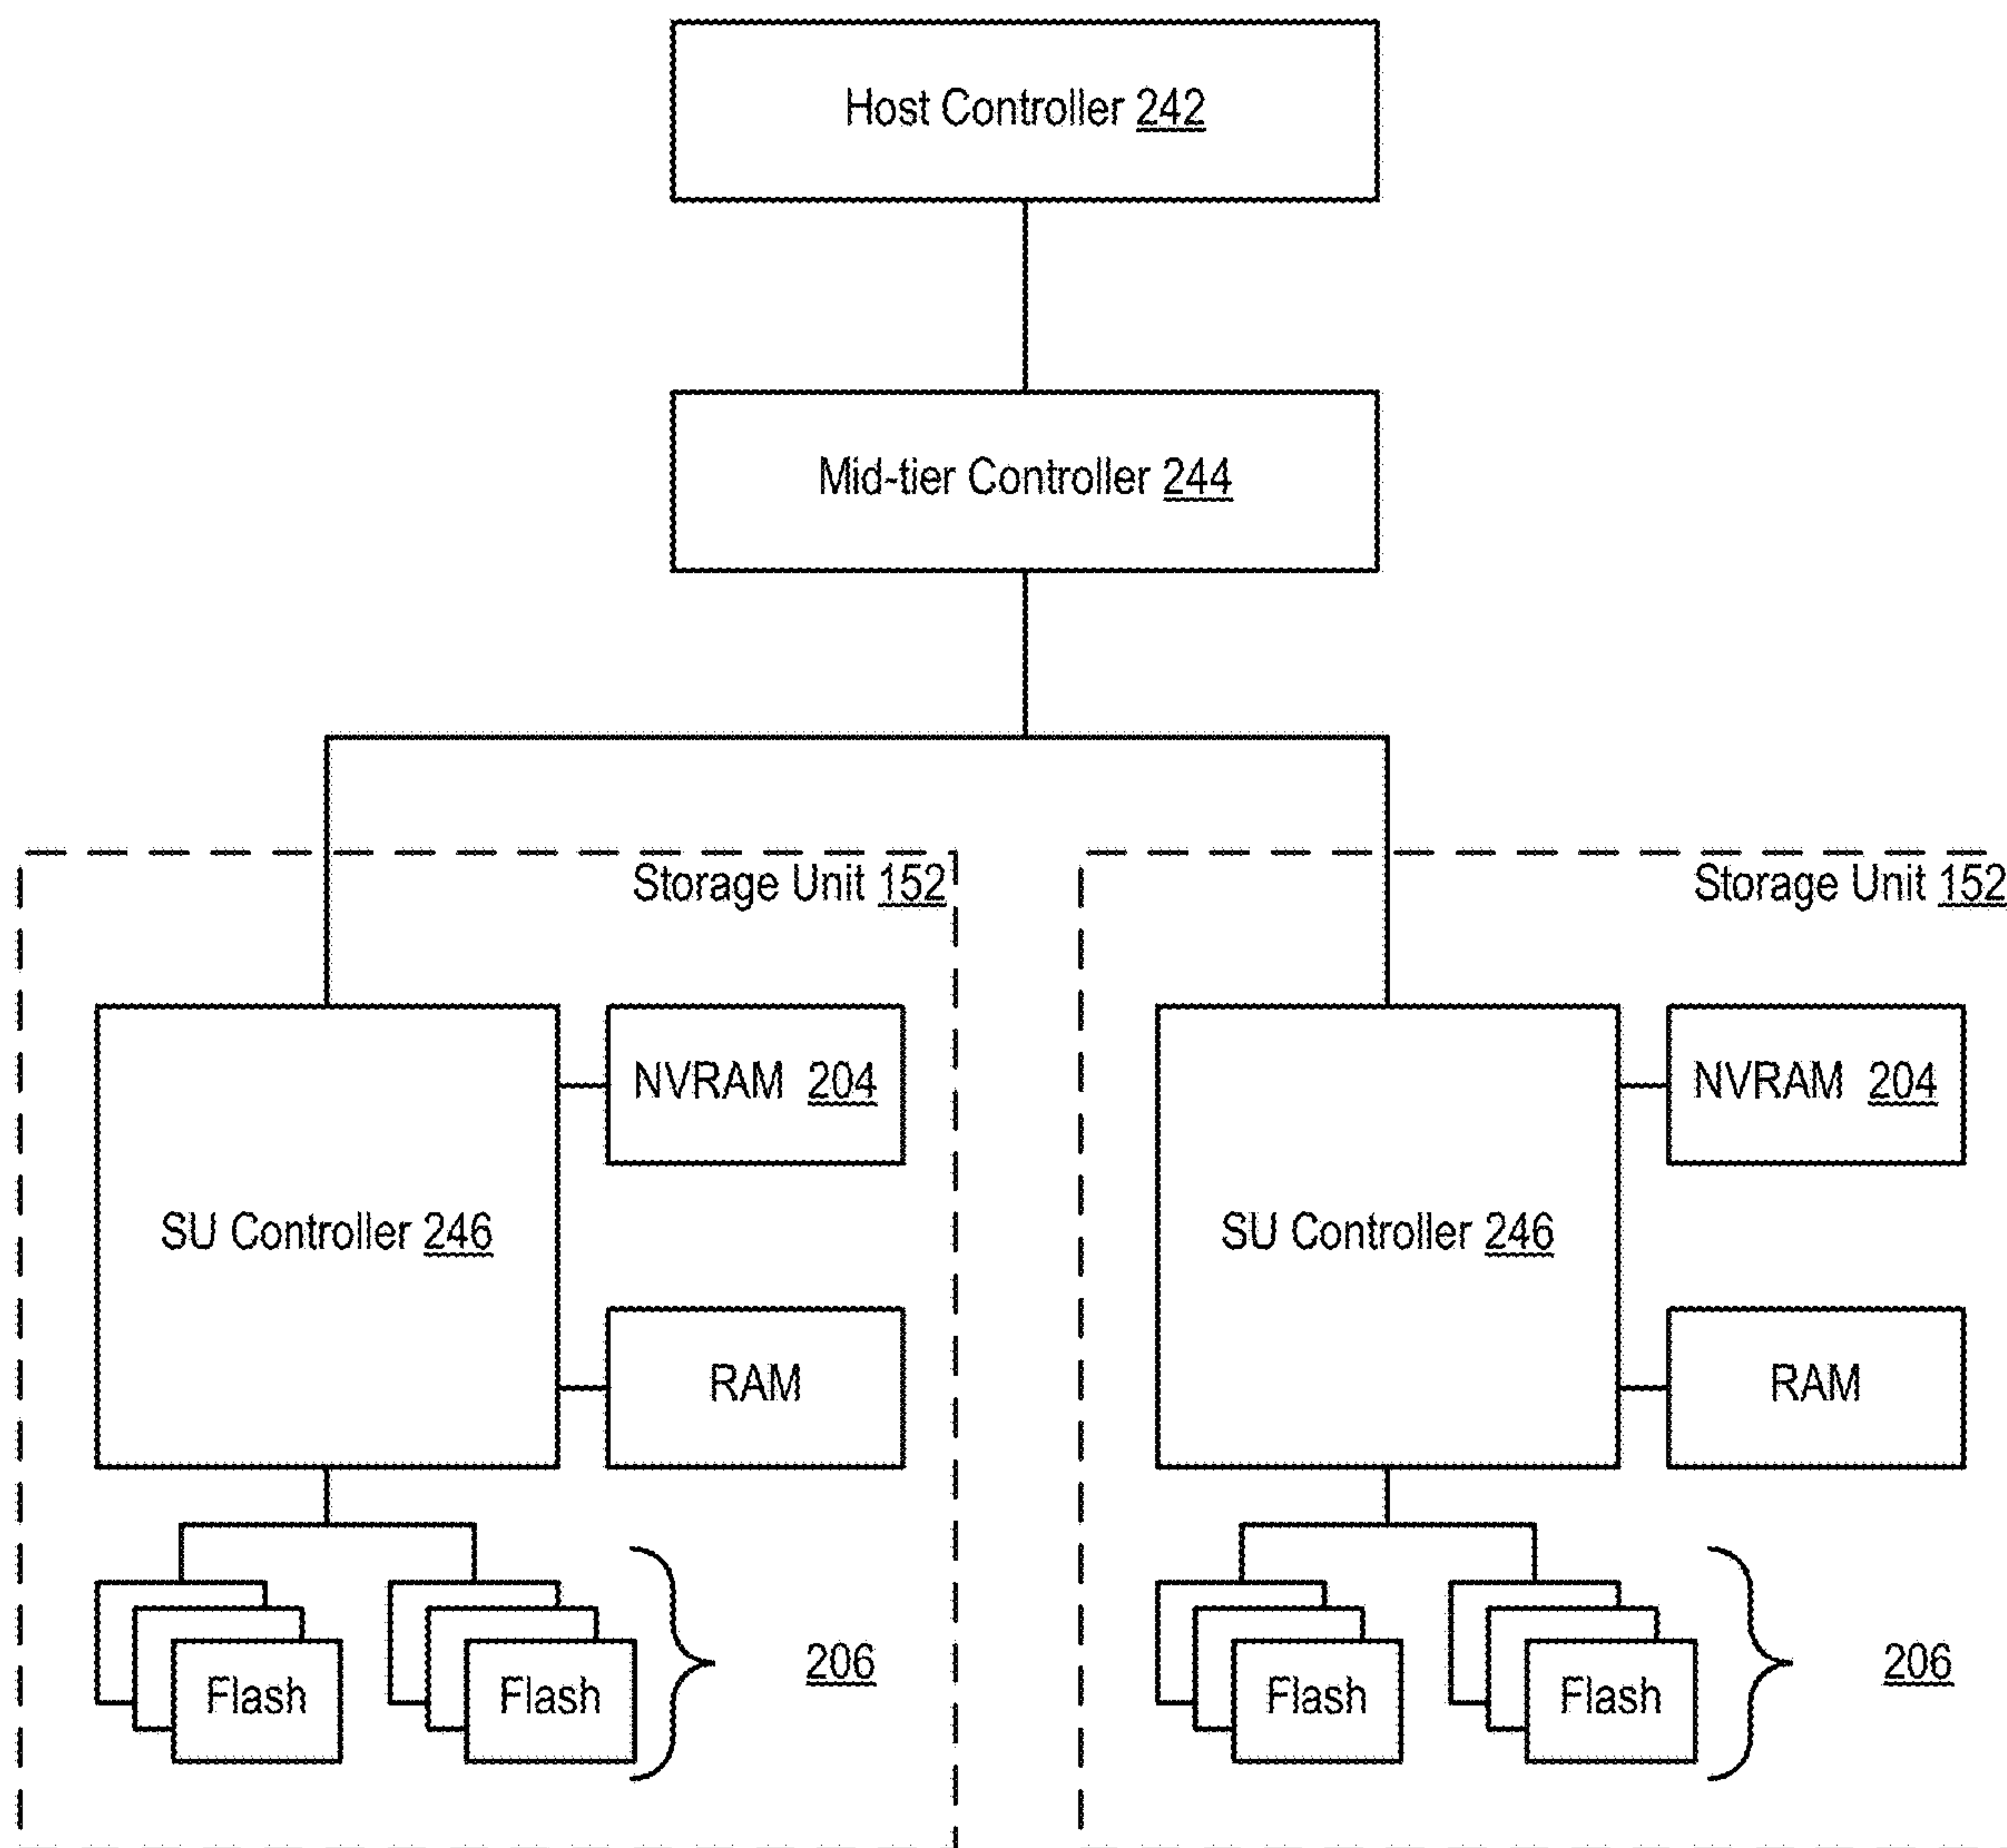 Host Controller 242
Mid-tier Controller 244
Storage Unit 152
SU Controller 246
NVRAM 204
RAM
Flash
Flash
206
Storage Unit 152
SU Controller 246
NVRAM 204
RAM
Flash
Flash
206